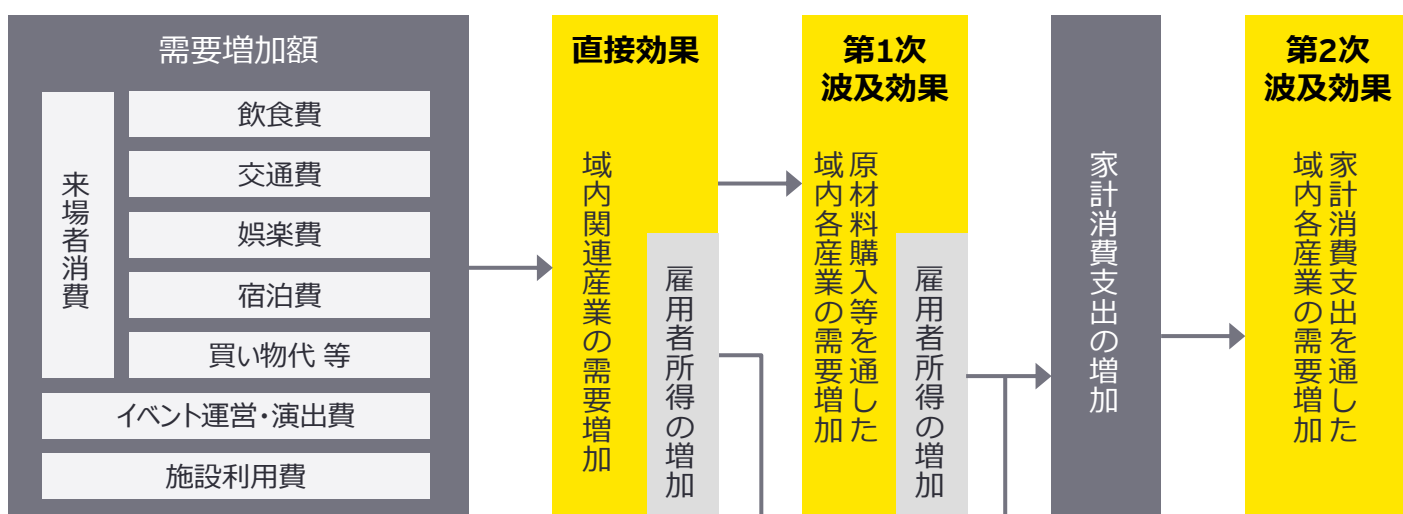 需要増加額
来場者消費
飲食費
交通費
娯楽費
宿泊費
買い物代 等
イベント運営・演出費
施設利用費
直接効果
域内関連産業の需要増加
雇用者所得の増加
第1次
波及効果
原材料購入等を通した
域内各産業の需要増加
雇用者所得の増加
家計消費支出の増加
第2次
波及効果
家計消費支出を通した
域内各産業の需要増加